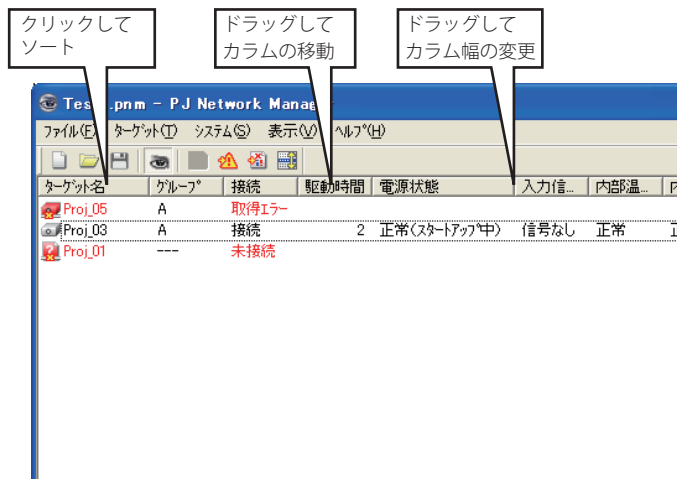 クリックして
ソート
ドラッグして
カラムの移動
ドラッグして
カラム幅の変更
.pnm - PJ Network
ファイル(F) ターゲット(T) システム(S) 表示(V) ヘルプ(H)
ターゲット名 グループ 接続 駆動時間 電源状態 入力信... 内部温...
Proj_05 A 取得エラー
Proj_03 A 接続 2 正常(スタートアップ中) 信号なし 正常
Proj_01 --- 未接続